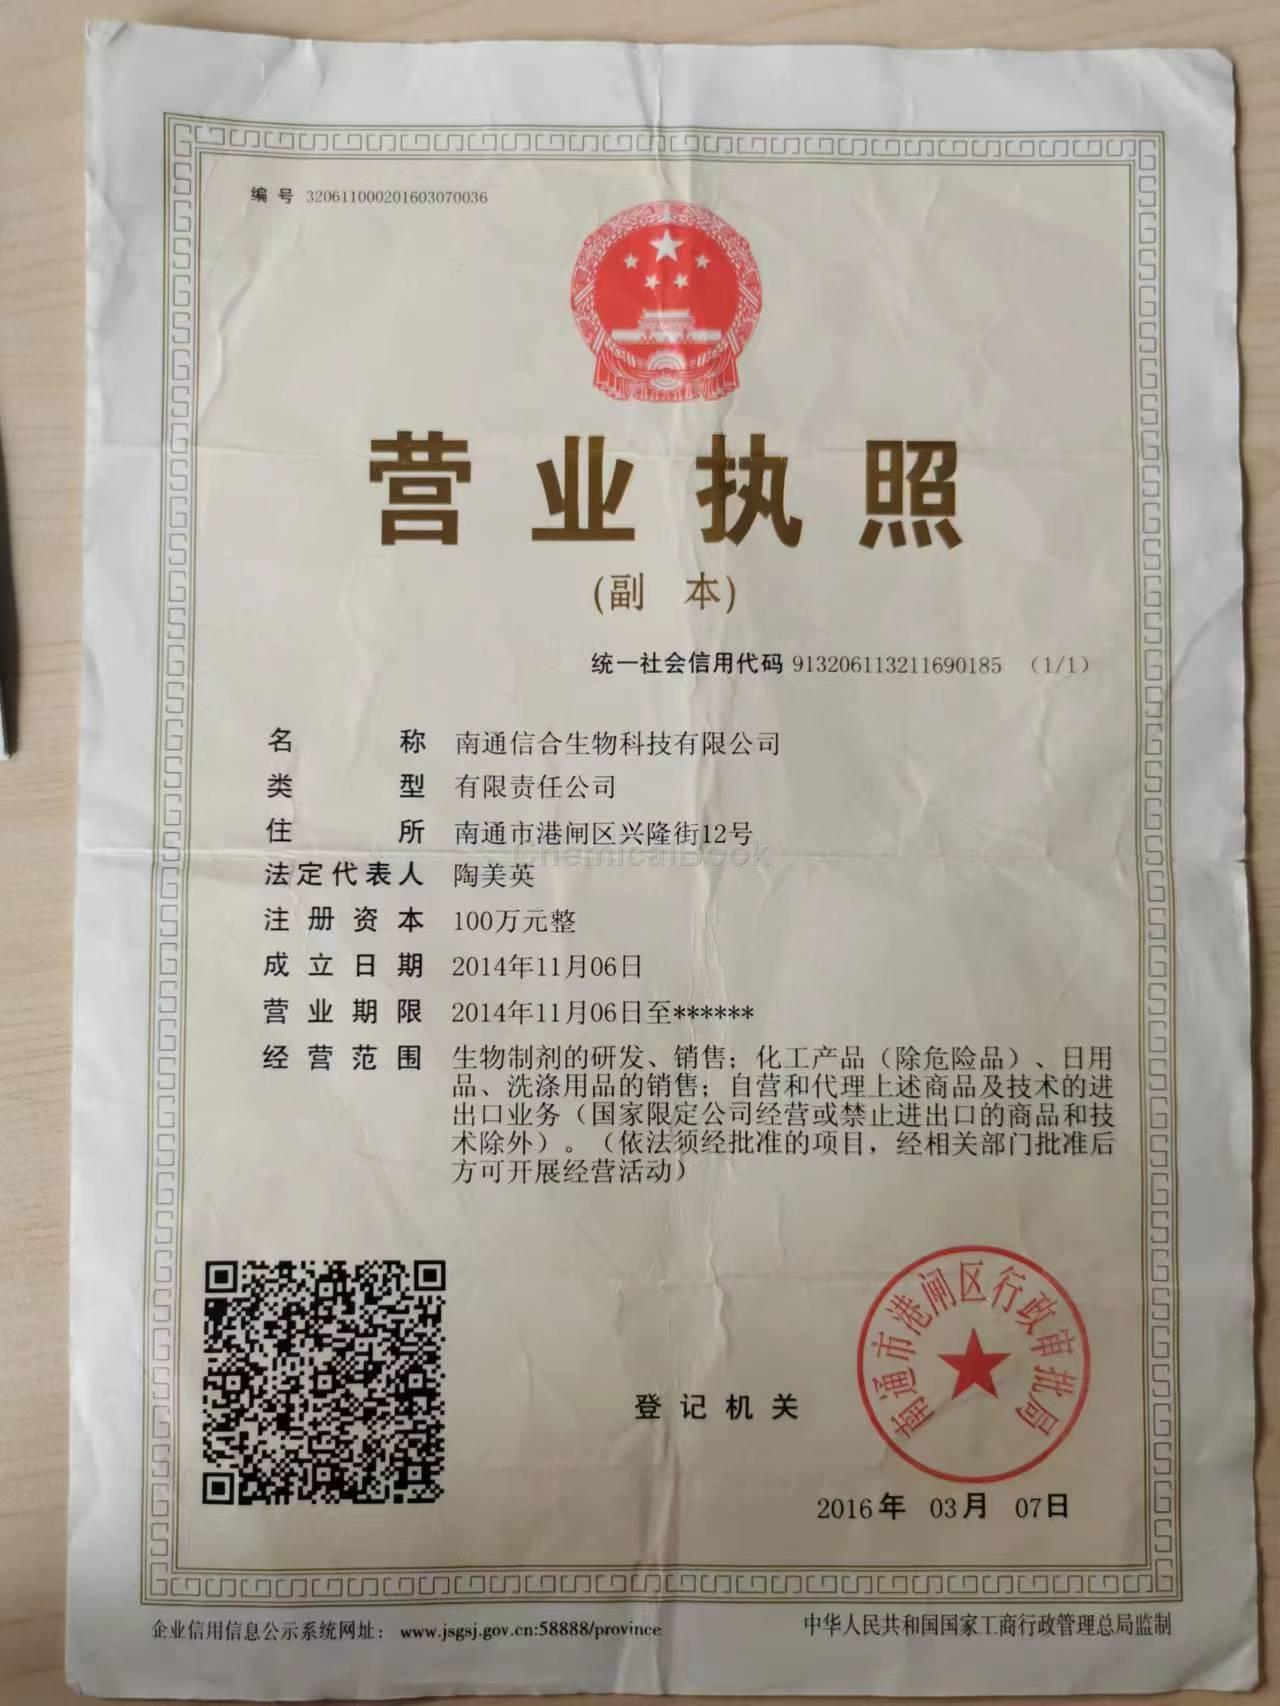 编号 320611000201603070036
营业执照
(副 本)
统一社会信用代码 913206113211690185 （1/1）
名 称 南通信合生物科技有限公司
类 型 有限责任公司
住 所 南通市港闸区兴隆街12号
ChemicalBook
法定代表人 陶美英
注册资本 100万元整
成立日期 2014年11月06日
营业期限 2014年11月06日至******
经营范围 生物制剂的研发、销售；化工产品（除危险品）、日用
品、洗涤用品的销售；自营和代理上述商品及技术的进
出口业务（国家限定公司经营或禁止进出口的商品和技
术除外）。（依法须经批准的项目，经相关部门批准后
方可开展经营活动）
南通市港闸区行政审批局
登记机关
2016年 03月 07日
企业信用信息公示系统网址： www.jsgsj.gov.cn:58888/province
中华人民共和国国家工商行政管理总局监制